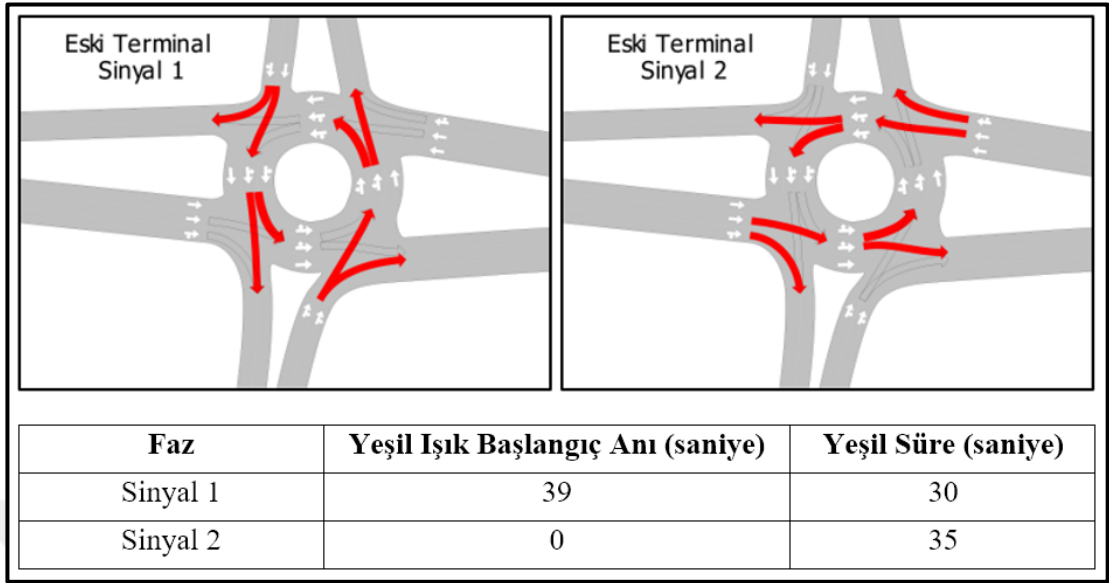 Eski Terminal
Sinyal 1
Eski Terminal
Sinyal 2
Faz Yeşil Işık Başlangıç Anı (saniye) Yeşil Süre (saniye)
Sinyal 1 39 30
Sinyal 2 0 35